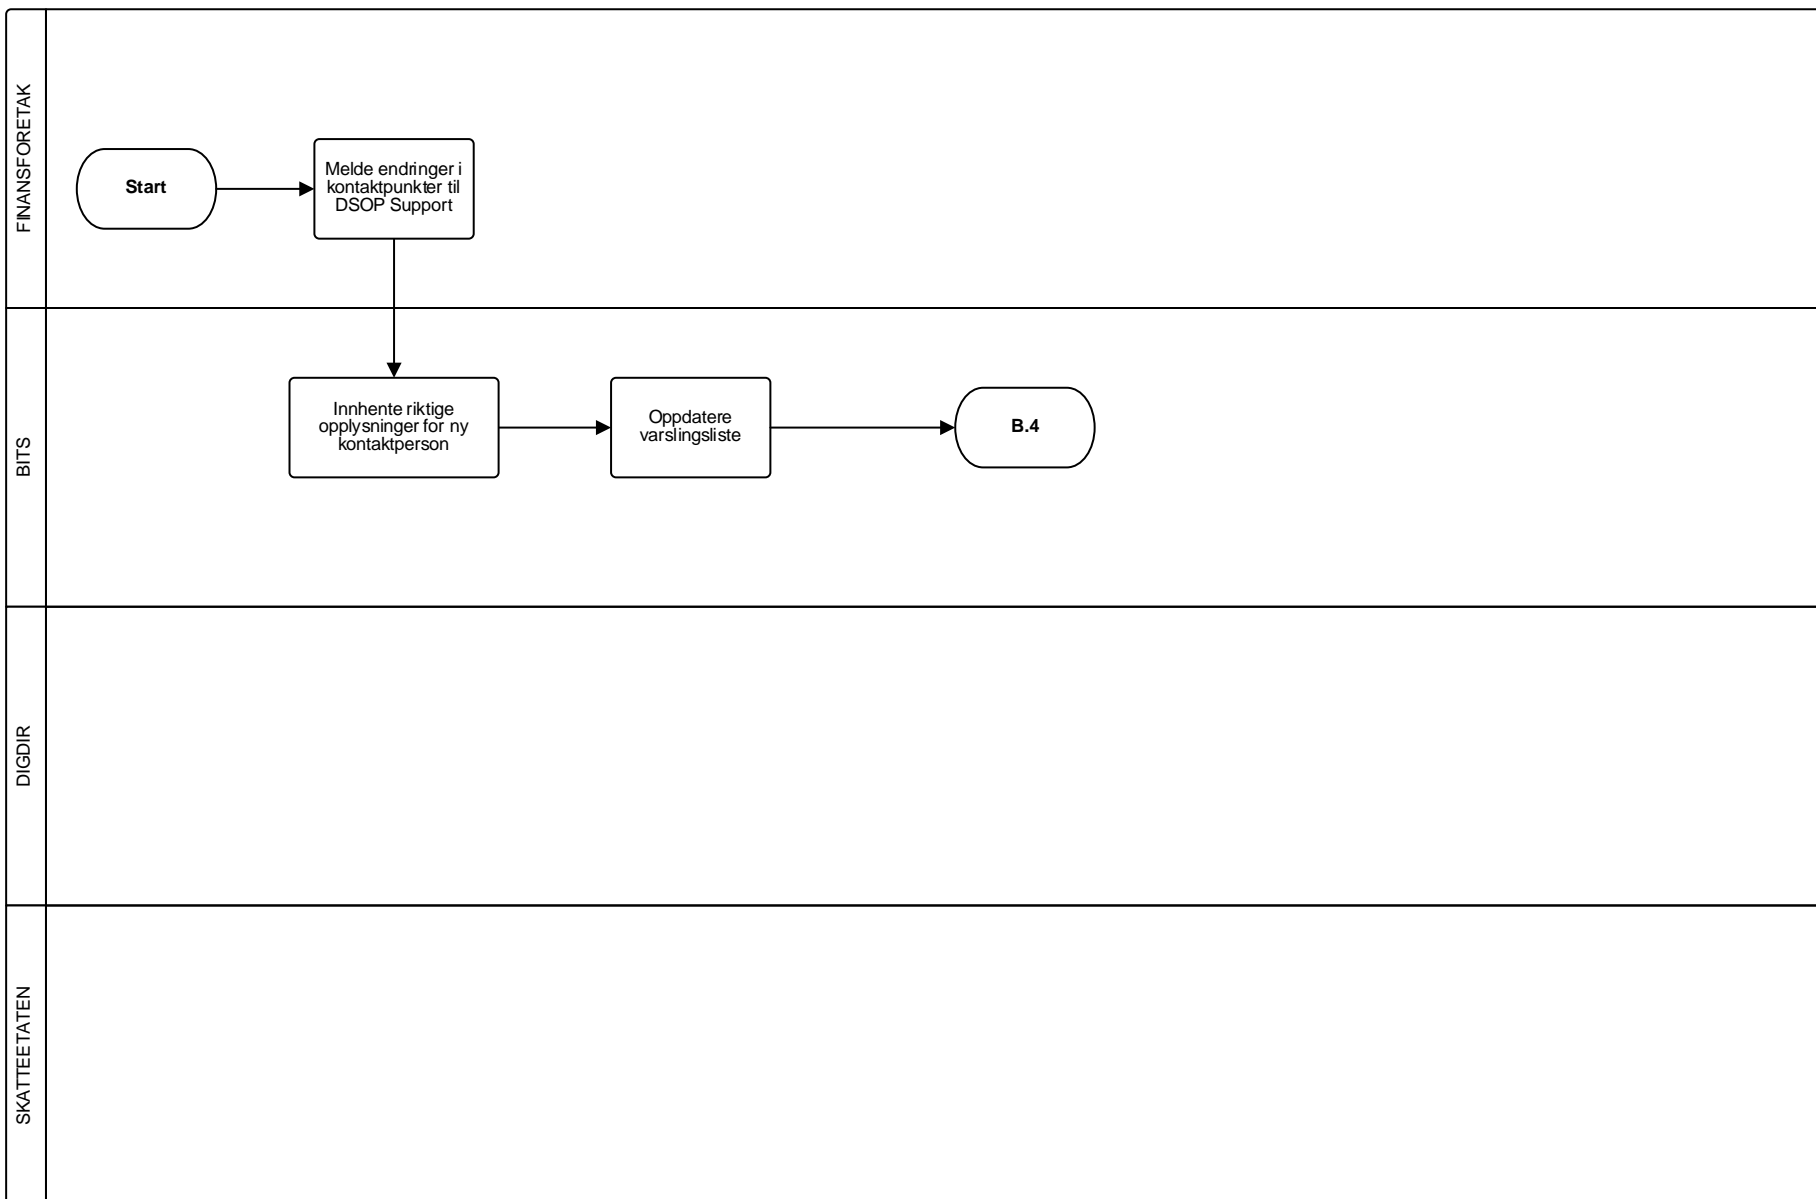 FINANSFORETAK
Start
Melde endringer i
kontaktpunkter til
DSOP Support
BITS
Innhente riktige
opplysninger for ny
kontaktperson
Oppdatere
varslingsliste
B.4
DIGDIR
SKATTEETATEN